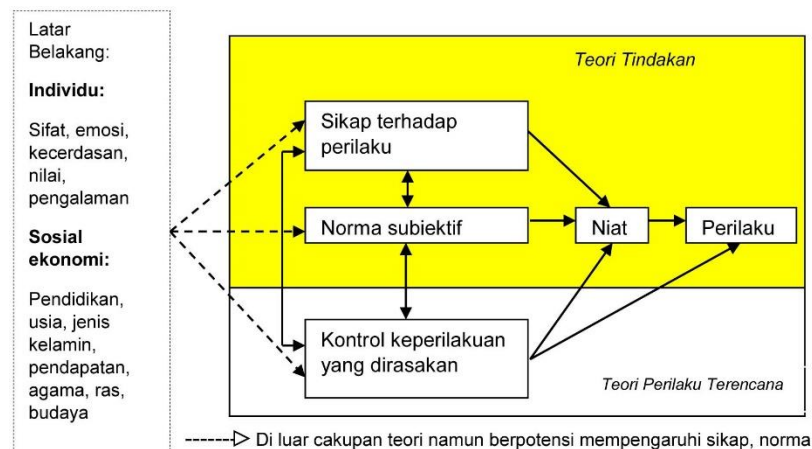 Latar
Belakang:
Individu:
Sifat, emosi,
kecerdasan,
nilai,
pengalaman
Sosial
ekonomi:
Pendidikan,
usia, jenis
kelamin,
pendapatan,
agama, ras,
budaya
Teori Tindakan
Sikap terhadap
perilaku
Norma subiektif
Niat
Perilaku
Kontrol keperilakuan
yang dirasakan
Teori Perilaku Terencana
Di luar cakupan teori namun berpotensi mempengaruhi sikap, norma